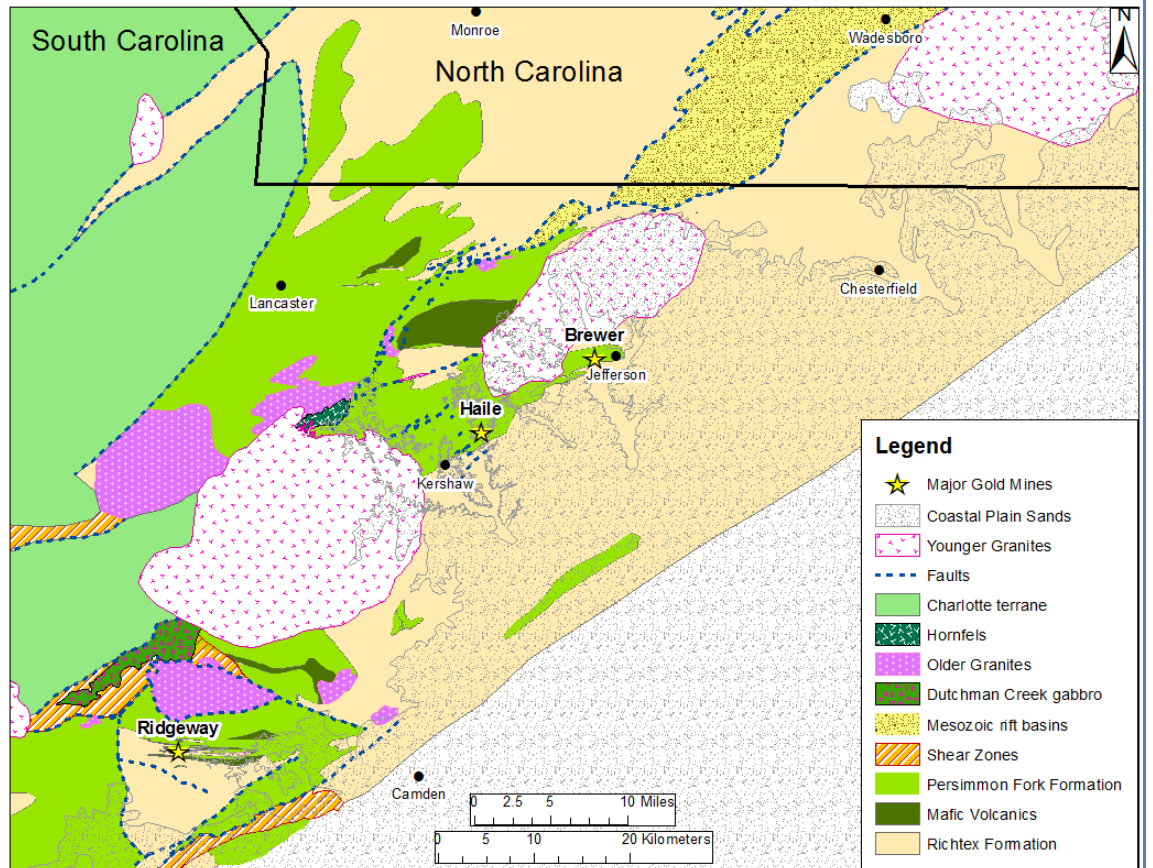 South Carolina
Monroe
Wadesboro
N
North Carolina
Lancaster
Chesterfield
Brewer
Jefferson
Haile
Kershaw
Ridgeway
Camden
0 2.5 5 10 Miles
0 5 10 20 Kilometers
Legend
Major Gold Mines
Coastal Plain Sands
Younger Granites
Faults
Charlotte terrane
Hornfels
Older Granites
Dutchman Creek gabbro
Mesozoic rift basins
Shear Zones
Persimmon Fork Formation
Mafic Volcanics
Richtex Formation